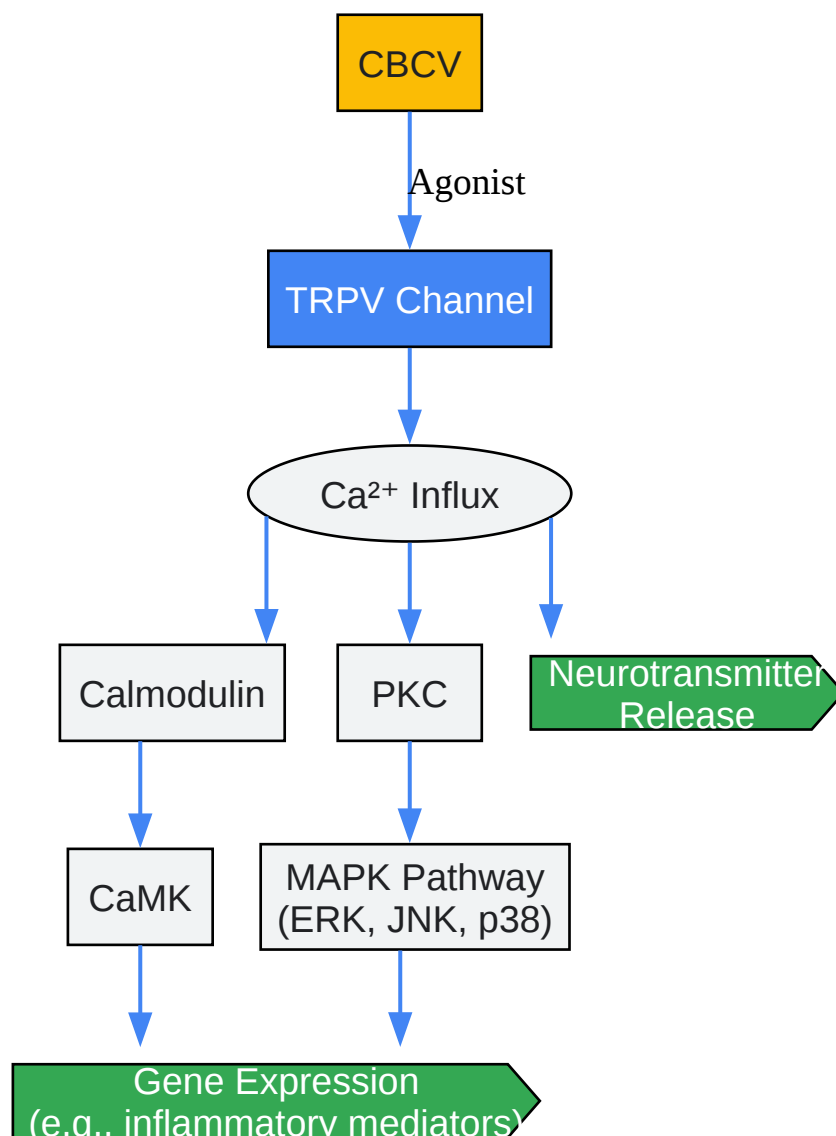 CBCV
Agonist
TRPV Channel
Ca²⁺ Influx
Calmodulin
PKC
Neurotransmitter
Release
CaMK
MAPK Pathway
(ERK, JNK, p38)
Gene Expression
(e.g., inflammatory mediators)